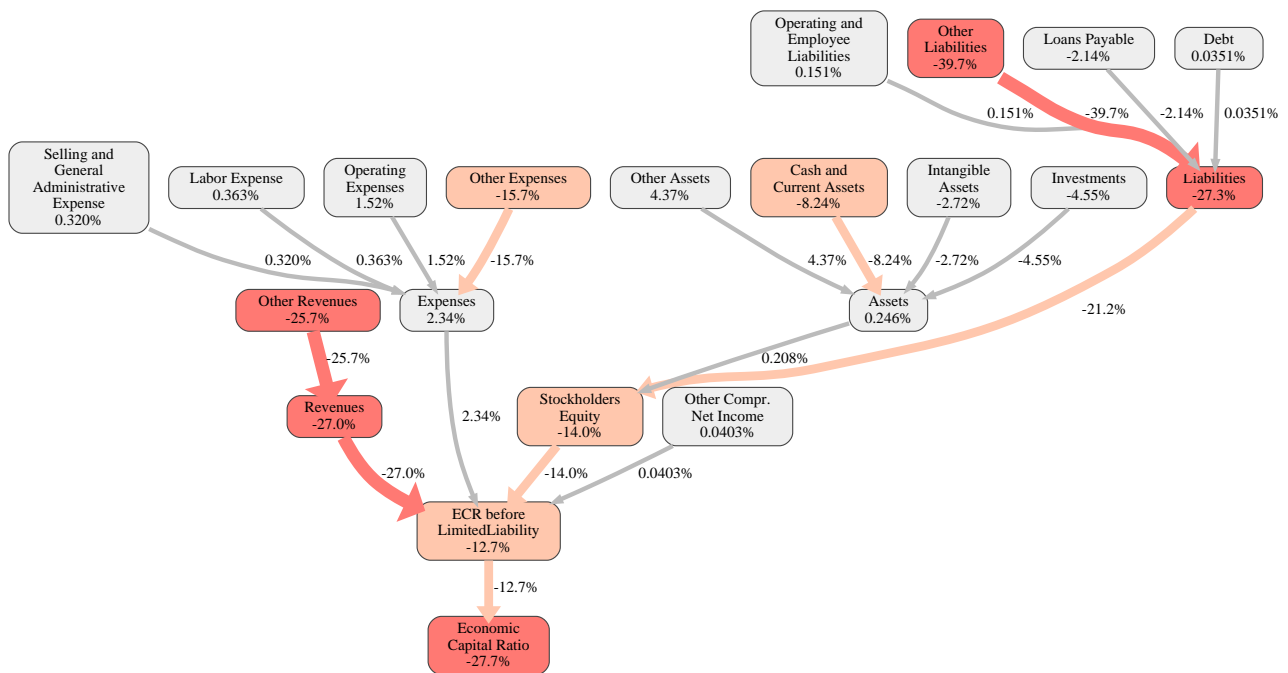 Operating and
Employee
Liabilities
0.151%
Other
Liabilities
-39.7%
Loans Payable
-2.14%
Debt
0.0351%
0.151%
-39.7%
-2.14%
0.0351%
Selling and
General
Administrative
Expense
0.320%
Labor Expense
0.363%
Operating
Expenses
1.52%
Other Expenses
-15.7%
Other Assets
4.37%
Cash and
Current Assets
-8.24%
Intangible
Assets
-2.72%
Investments
-4.55%
Liabilities
-27.3%
0.320%
0.363%
1.52%
-15.7%
4.37%
-8.24%
-2.72%
-4.55%
-21.2%
Other Revenues
-25.7%
Expenses
2.34%
Assets
0.246%
-25.7%
0.208%
Revenues
-27.0%
2.34%
Stockholders
Equity
-14.0%
Other Compr.
Net Income
0.0403%
-27.0%
-14.0%
0.0403%
ECR before
LimitedLiability
-12.7%
-12.7%
Economic
Capital Ratio
-27.7%